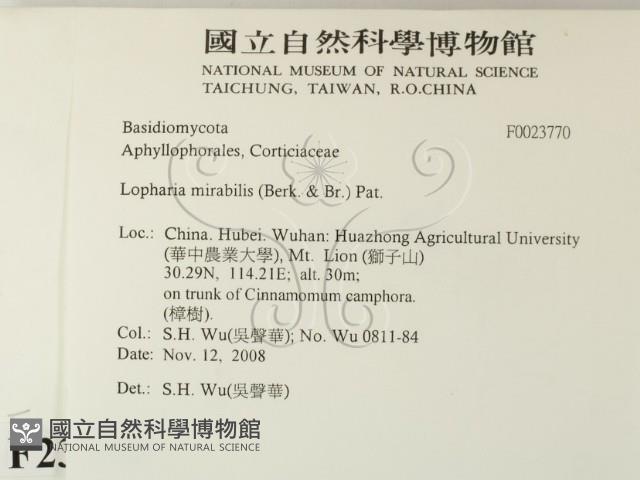 國立自然科學博物館
NATIONAL MUSEUM OF NATURAL SCIENCE
TAICHUNG, TAIWAN, R.O.CHINA
Basidiomycota F0023770
Aphyllophorales, Corticiaceae
Lopharia mirabilis (Berk. & Br.) Pat.
Loc.: China. Hubei. Wuhan: Huazhong Agricultural University
(華中農業大學), Mt. Lion (獅子山)
30.29N, 114.21E; alt. 30m;
on trunk of Cinnamomum camphora.
(樟樹).
Col.: S.H. Wu(吳聲華); No. Wu 0811-84
Date: Nov. 12, 2008
Det.: S.H. Wu(吳聲華)
國立自然科學博物館
NATIONAL MUSEUM OF NATURAL SCIENCE